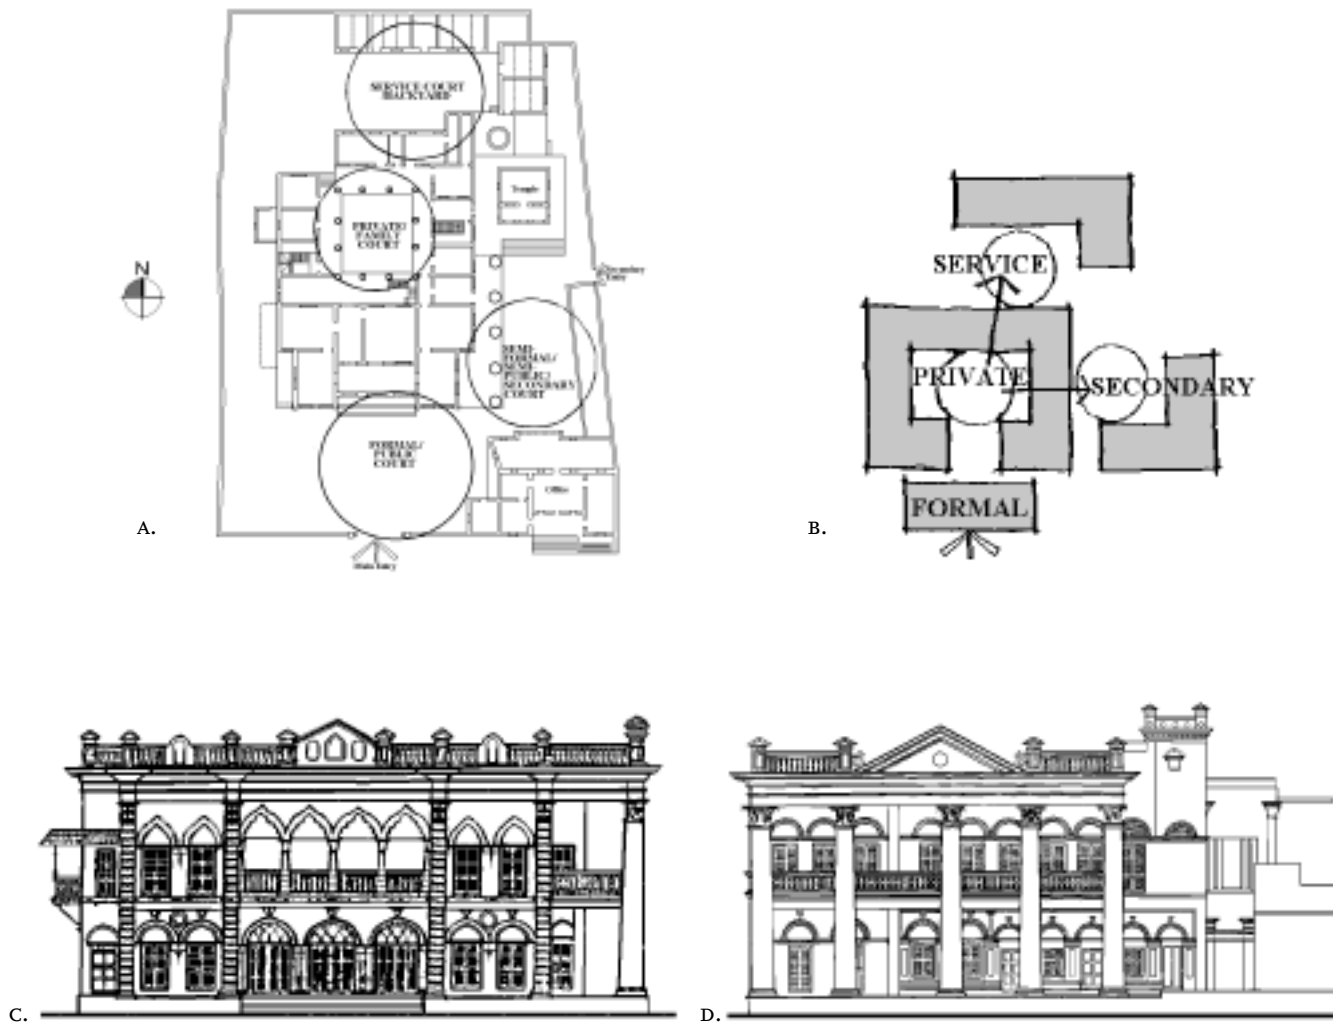 SERVICE COURT
BACKYARD
PRIVATE/
FAMILY
COURT
Temple
N
Secondary
Entry
SEMI-
FORMAL/
SEMI-
PUBLIC/
SECONDARY
COURT
FORMAL/
PUBLIC
COURT
Office
Main Entry
A.
SERVICE
PRIVATE
SECONDARY
FORMAL
B.
C.
D.